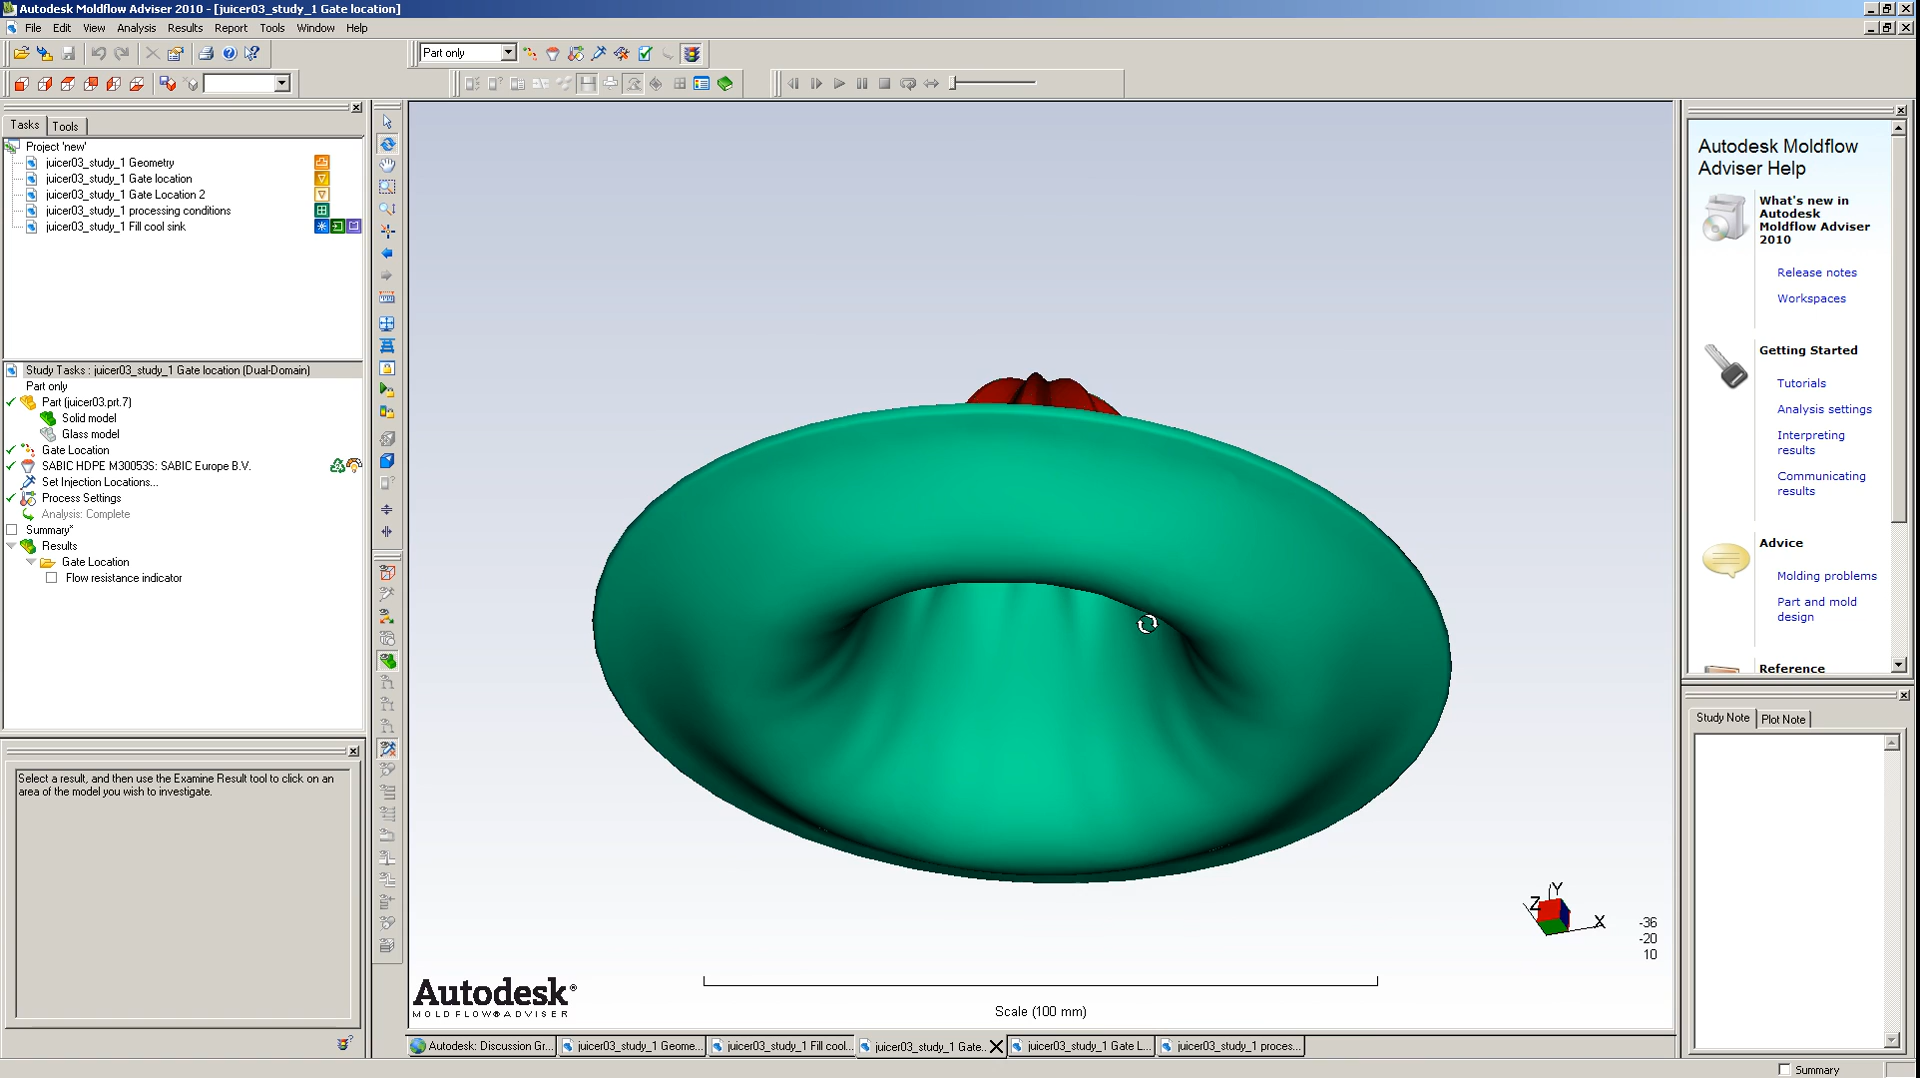 Autodesk Moldflow Adviser 2010 - [juicer03_study_1 Gate location]
File Edit View Analysis Results Report Tools Window Help
Part only
Tasks Tools
Project 'new'
juicer03_study_1 Geometry
juicer03_study_1 Gate location
juicer03_study_1 Gate Location 2
juicer03_study_1 processing conditions
juicer03_study_1 Fill cool sink
Study Tasks : juicer03_study_1 Gate location (Dual-Domain)
Part only
Part (juicer03.prt.7)
Solid model
Glass model
Gate Location
SABIC HDPE M30053S: SABIC Europe B.V.
Set Injection Locations...
Process Settings
Analysis: Complete
Summary*
Results
Gate Location
Flow resistance indicator
Select a result, and then use the Examine Result tool to click on an
area of the model you wish to investigate.
Y
Z
X
-36
-20
10
Autodesk®
MOLDFLOW® ADVISER
Scale (100 mm)
Autodesk: Discussion Gr...
juicer03_study_1 Geome...
juicer03_study_1 Fill cool...
juicer03_study_1 Gate...
juicer03_study_1 Gate L...
juicer03_study_1 proces...
Autodesk Moldflow
Adviser Help
What's new in
Autodesk
Moldflow Adviser
2010
Release notes
Workspaces
Getting Started
Tutorials
Analysis settings
Interpreting
results
Communicating
results
Advice
Molding problems
Part and mold
design
Reference
Study Note Plot Note
Summary